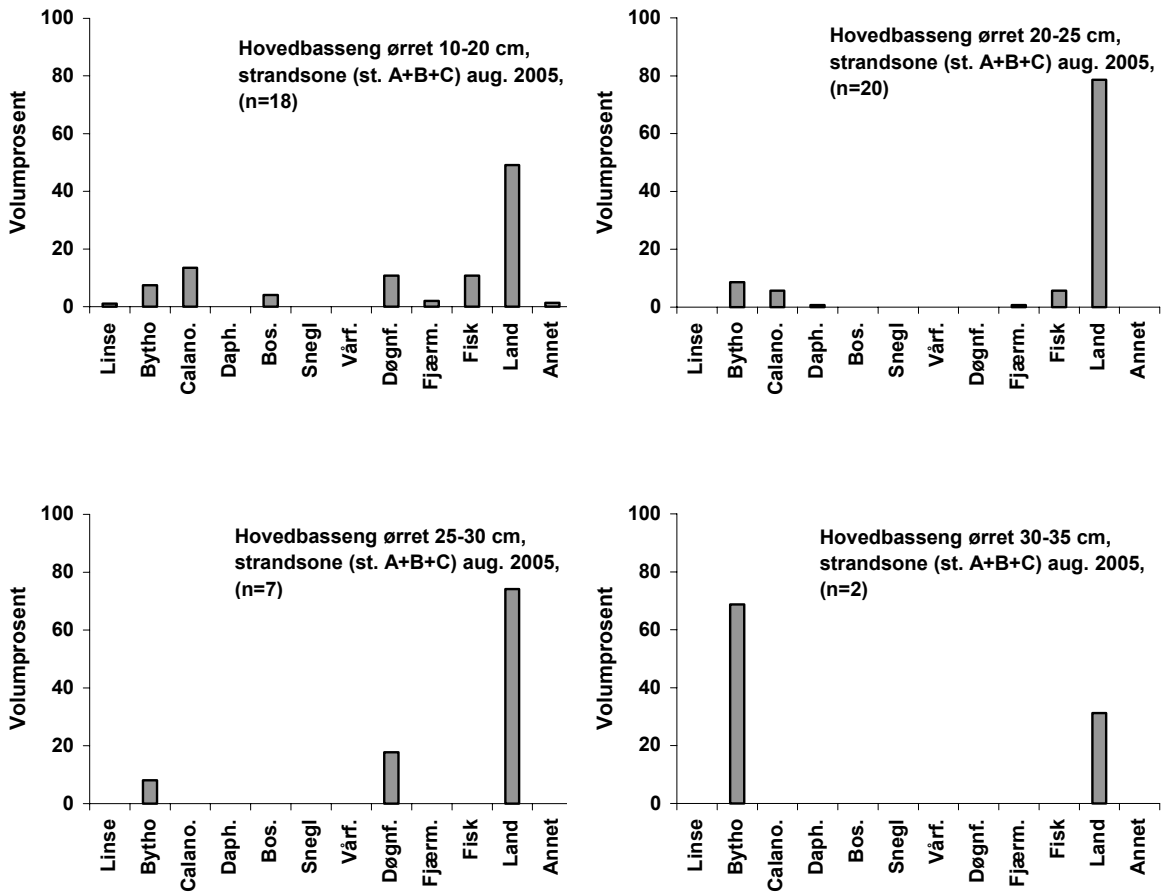 Hovedbasseng ørret 10-20 cm,
strandsone (st. A+B+C) aug. 2005,
(n=18)
Volumprosent
100
80
60
40
20
0
Linse
Bytho
Calano.
Daph.
Bos.
Snegl
Vårf.
Døgnf.
Fjærm.
Fisk
Land
Annet
Hovedbasseng ørret 20-25 cm,
strandsone (st. A+B+C) aug. 2005,
(n=20)
Volumprosent
100
80
60
40
20
0
Linse
Bytho
Calano.
Daph.
Bos.
Snegl
Vårf.
Døgnf.
Fjærm.
Fisk
Land
Annet
Hovedbasseng ørret 25-30 cm,
strandsone (st. A+B+C) aug. 2005,
(n=7)
Volumprosent
100
80
60
40
20
0
Linse
Bytho
Calano.
Daph.
Bos.
Snegl
Vårf.
Døgnf.
Fjærm.
Fisk
Land
Annet
Hovedbasseng ørret 30-35 cm,
strandsone (st. A+B+C) aug. 2005,
(n=2)
Volumprosent
100
80
60
40
20
0
Linse
Bytho
Calano.
Daph.
Bos.
Snegl
Vårf.
Døgnf.
Fjærm.
Fisk
Land
Annet